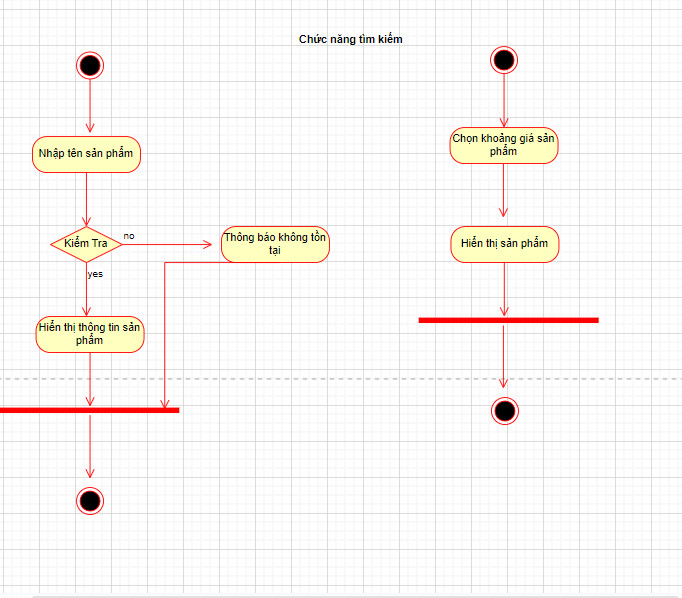 Chức năng tìm kiếm
Nhập tên sản phẩm
Kiểm Tra
no
Thông báo không tồn
tại
yes
Hiển thị thông tin sản
phẩm
Chọn khoảng giá sản
phẩm
Hiển thị sản phẩm